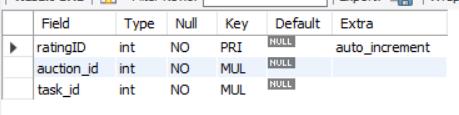 Field Type Null Key Default Extra
ratingID int NO PRI NULL auto_increment
auction_id int NO MUL NULL
task_id int NO MUL NULL